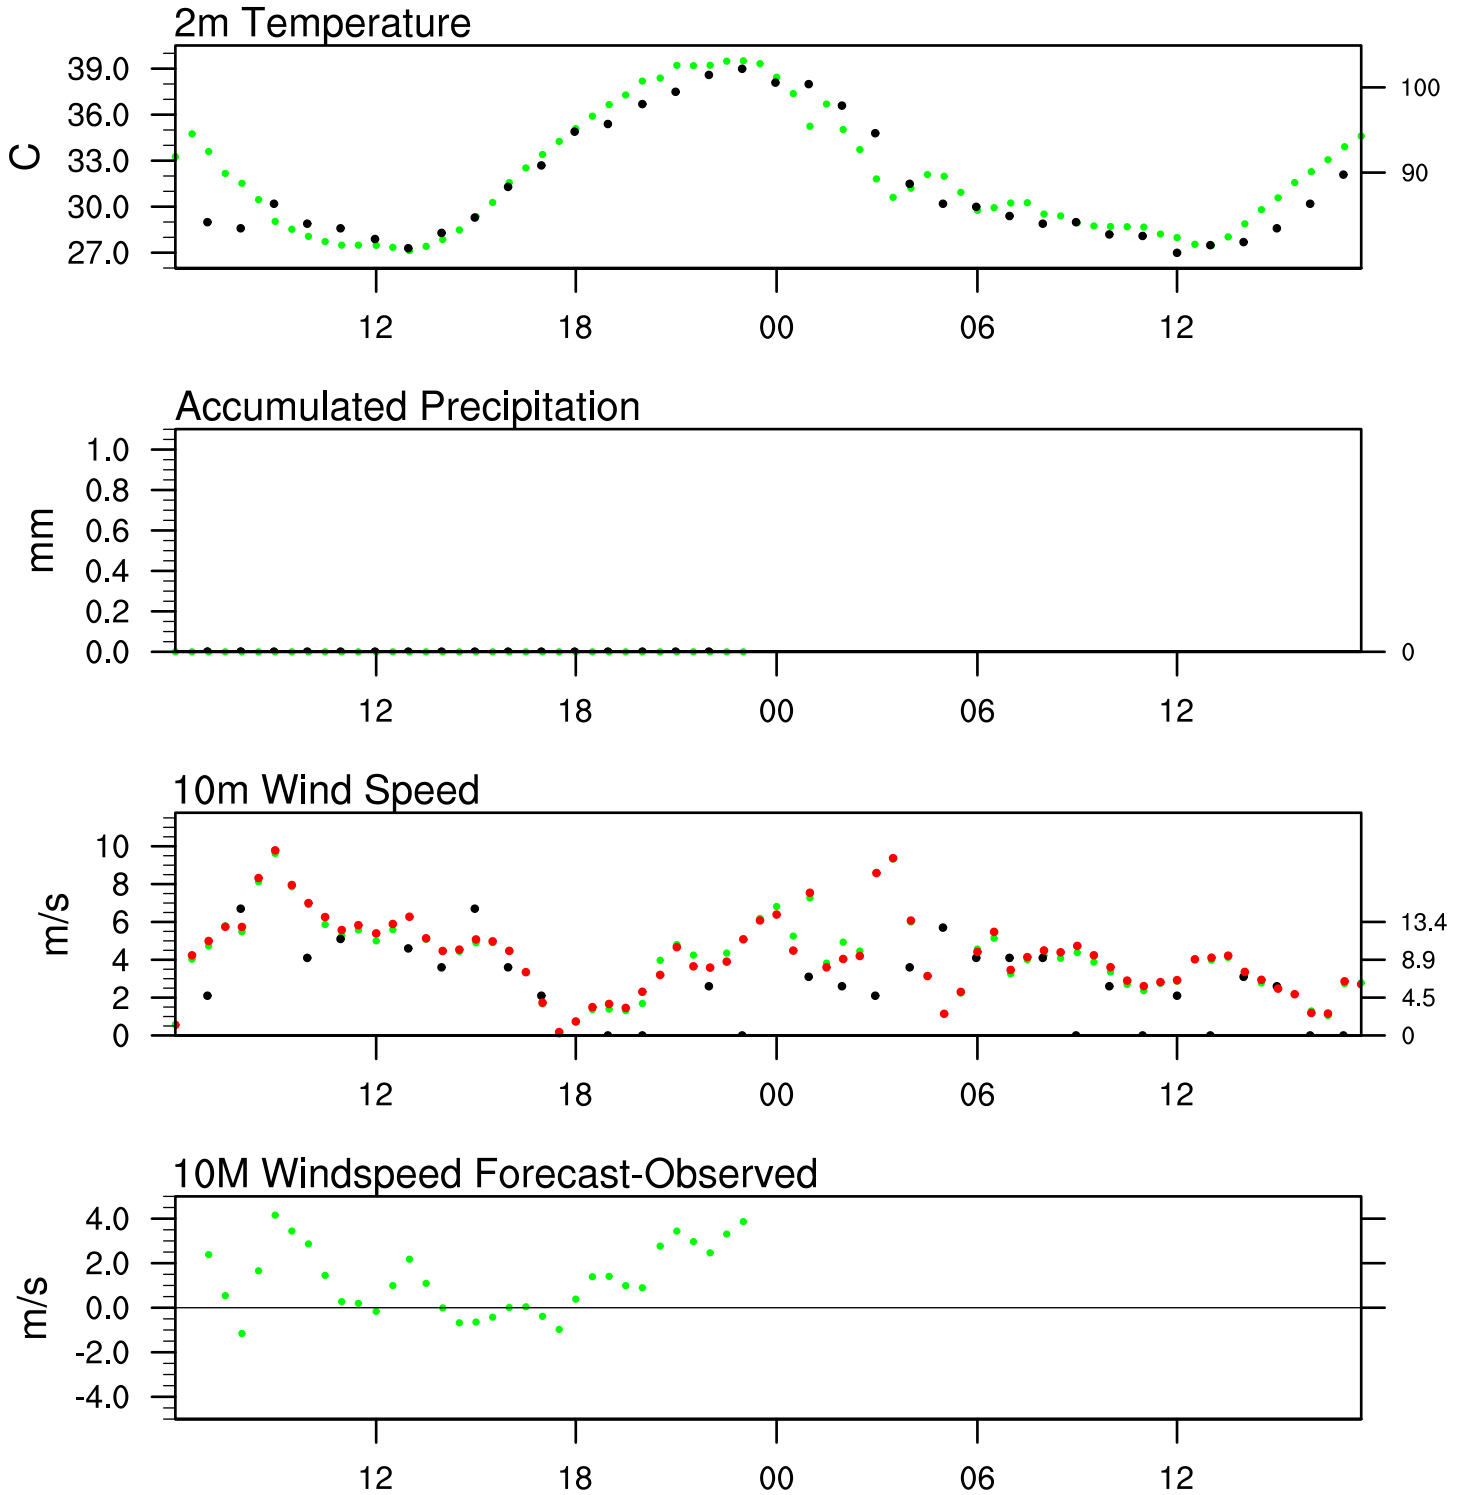 2m Temperature
39.0
36.0
33.0
30.0
27.0
C
100
90
12 18 00 06 12
Accumulated Precipitation
1.0
0.8
0.6
0.4
0.2
0.0
mm
0
12 18 00 06 12
10m Wind Speed
10
8
6
4
2
0
m/s
13.4
8.9
4.5
0
12 18 00 06 12
10M Windspeed Forecast-Observed
4.0
2.0
0.0
-2.0
-4.0
m/s
12 18 00 06 12